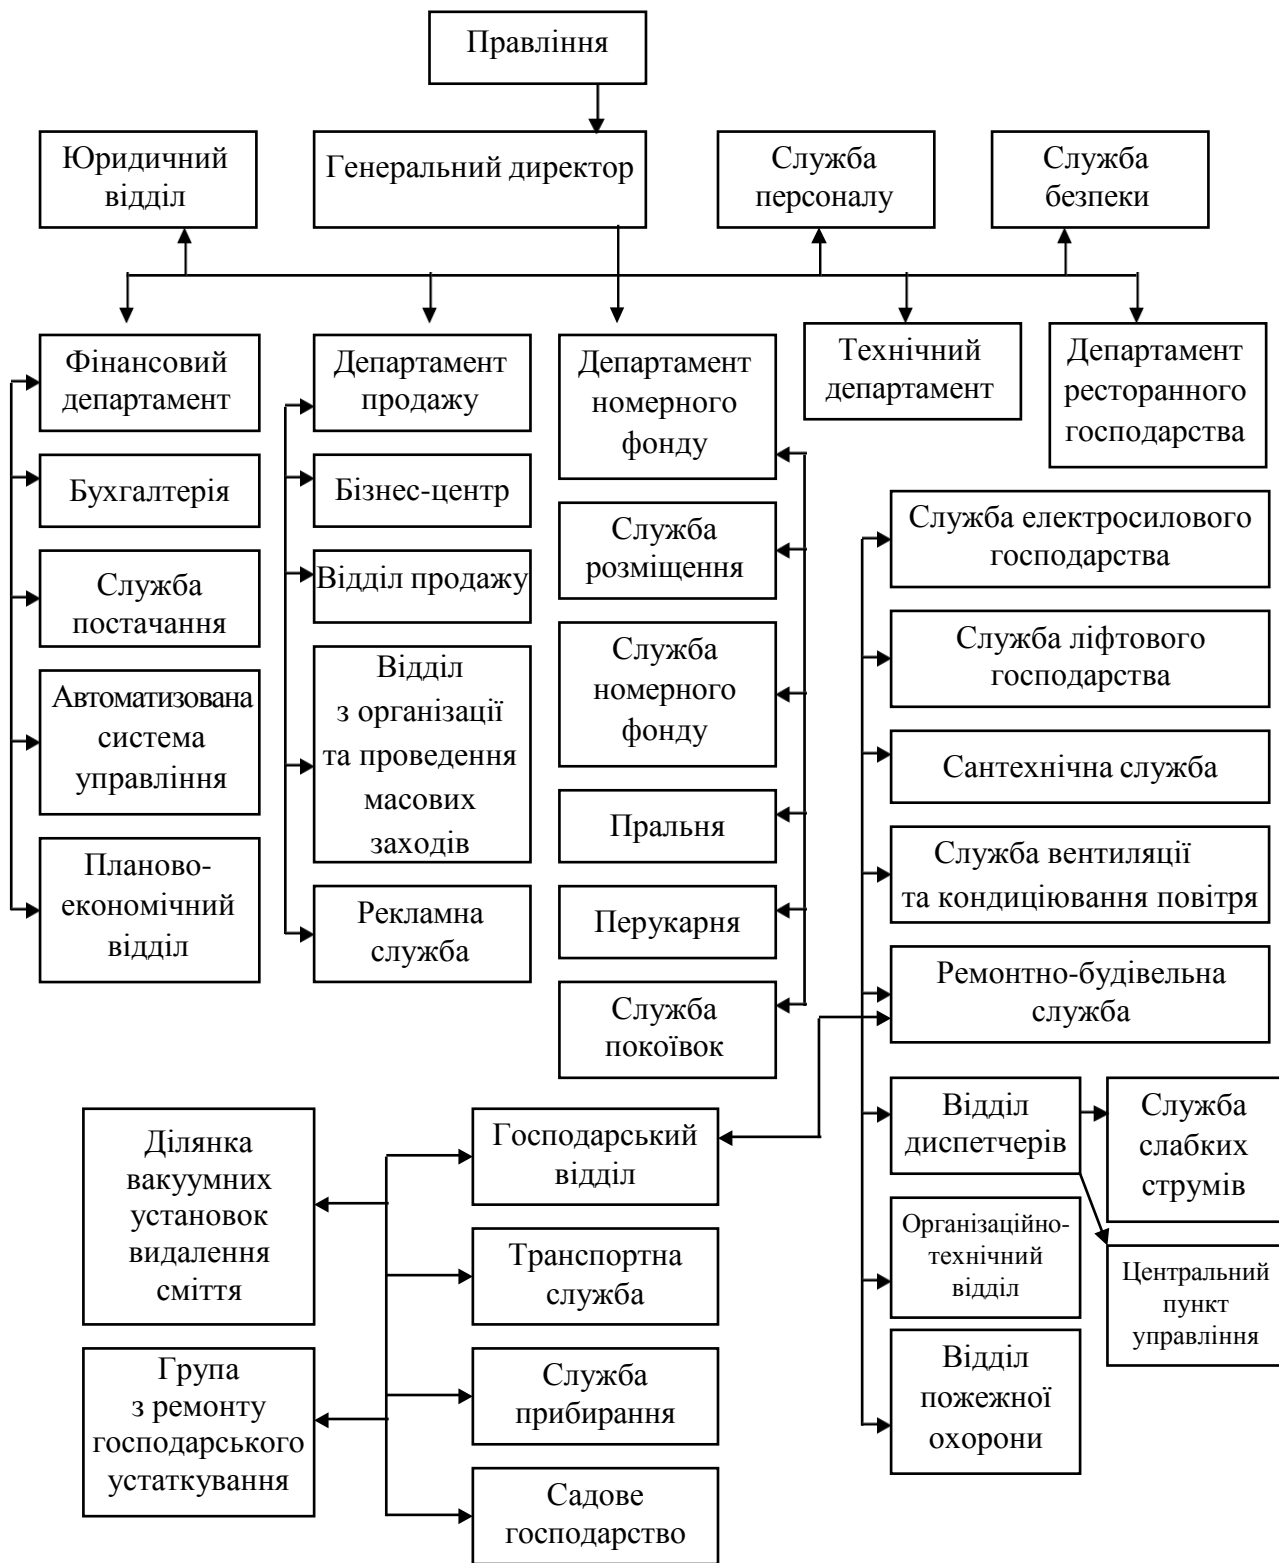 Правління
Юридичний
відділ
Генеральний директор
Служба
персоналу
Служба
безпеки
Фінансовий
департамент
Департамент
продажу
Департамент
номерного
фонду
Технічний
департамент
Департамент
ресторанного
господарства
Бухгалтерія
Служба
постачання
Автоматизована
система
управління
Планово-
економічний
відділ
Бізнес-центр
Відділ продажу
Відділ
з організації
та проведення
масових
заходів
Рекламна
служба
Служба
розміщення
Служба
номерного
фонду
Пральня
Перукарня
Служба
покоївок
Служба електросилового
господарства
Служба ліфтового
господарства
Сантехнічна служба
Служба вентиляції
та кондиціювання повітря
Ремонтно-будівельна
служба
Відділ
диспетчерів
Служба
слабких
струмів
Організаційно-
технічний
відділ
Центральний
пункт
управління
Відділ
пожежної
охорони
Ділянка
вакуумних
установок
видалення
сміття
Група
з ремонту
господарського
устаткування
Господарський
відділ
Транспортна
служба
Служба
прибирання
Садове
господарство